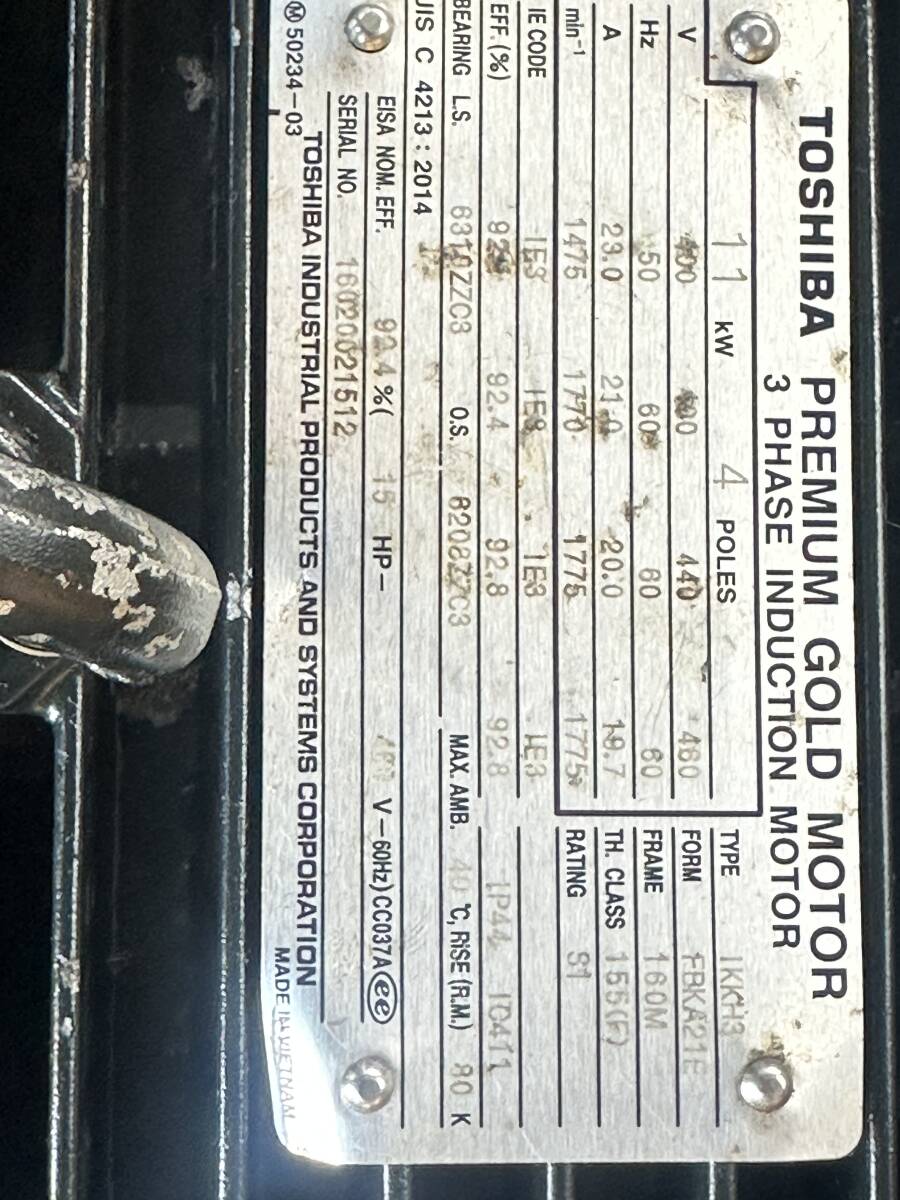 TOSHIBA PREMIUM GOLD MOTOR
3 PHASE INDUCTION MOTOR
11 kW 4 POLES
TYPE IKKH3
V 400 400 440 460
FORM FBKA21E
Hz 50 60 60 60
FRAME 160M
A 23.0 21.0 20.0 19.7
TH. CLASS 155(F)
min-1 1475 1770 1775 1775
RATING S1
IE CODE IE3 IE3 IE3 IE3
EFF.(%) 92.4 92.8 92.8
IP44 IC411
BEARING L.S. O.S. 6208ZZC3
MAX. AMB. 40 °C, RISE (R.M.) 80 K
JIS C 4213 : 2014
EISA NOM. EFF. 92.4 %( 15 HP- 460 V-60Hz) CC037A ee
SERIAL NO. 16020021512
TOSHIBA INDUSTRIAL PRODUCTS AND SYSTEMS CORPORATION
Ⓜ 50234-03
MADE IN VIETNAM